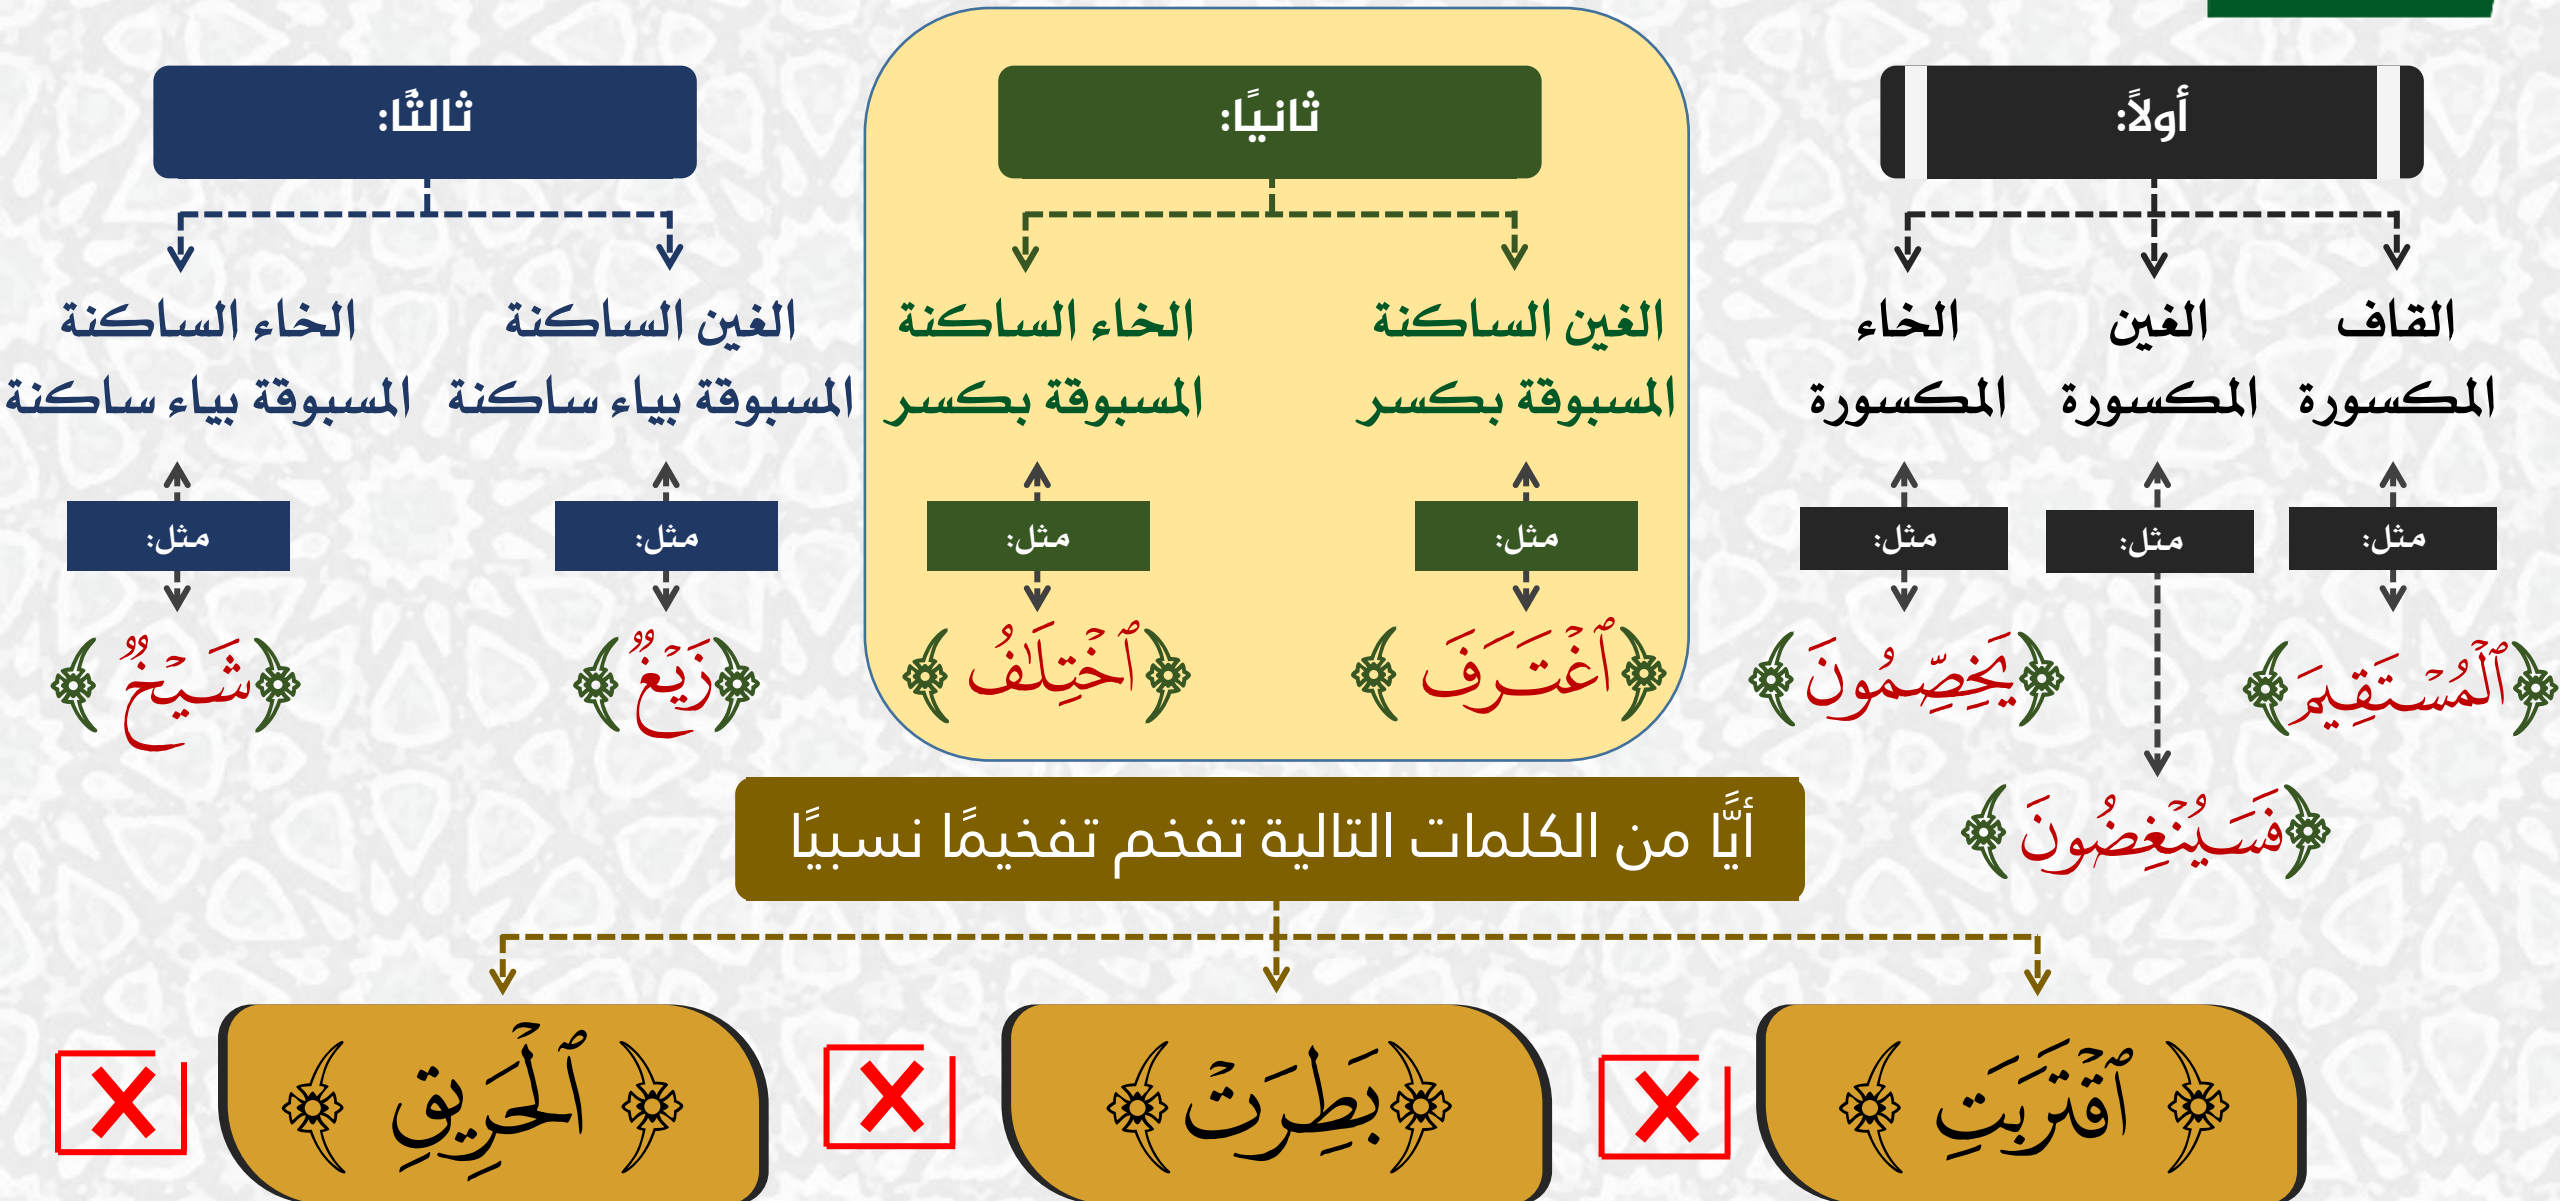 أولاً:
القاف
المكسورة
مثل:
﴿ٱلْمُسْتَقِيمَ﴾
الغين
المكسورة
مثل:
﴿فَسَيُنْغِضُونَ﴾
الخاء
المكسورة
مثل:
﴿يَخِصِّمُونَ﴾
ثانيًا:
الغين الساكنة
المسبوقة بكسر
مثل:
﴿ٱغْتَرَفَ﴾
الخاء الساكنة
المسبوقة بكسر
مثل:
﴿ٱخْتِلَٰفُ﴾
ثالثًا:
الغين الساكنة
المسبوقة بياء ساكنة
مثل:
﴿زَيْغٌ﴾
الخاء الساكنة
المسبوقة بياء ساكنة
مثل:
﴿شَيْخٌ﴾
أيًّا من الكلمات التالية تفخم تفخيمًا نسبيًا
﴿ ٱقْتَرَبَتِ ﴾
﴿بَطِرَتْ﴾
﴿ ٱلْحَرِيقِ ﴾